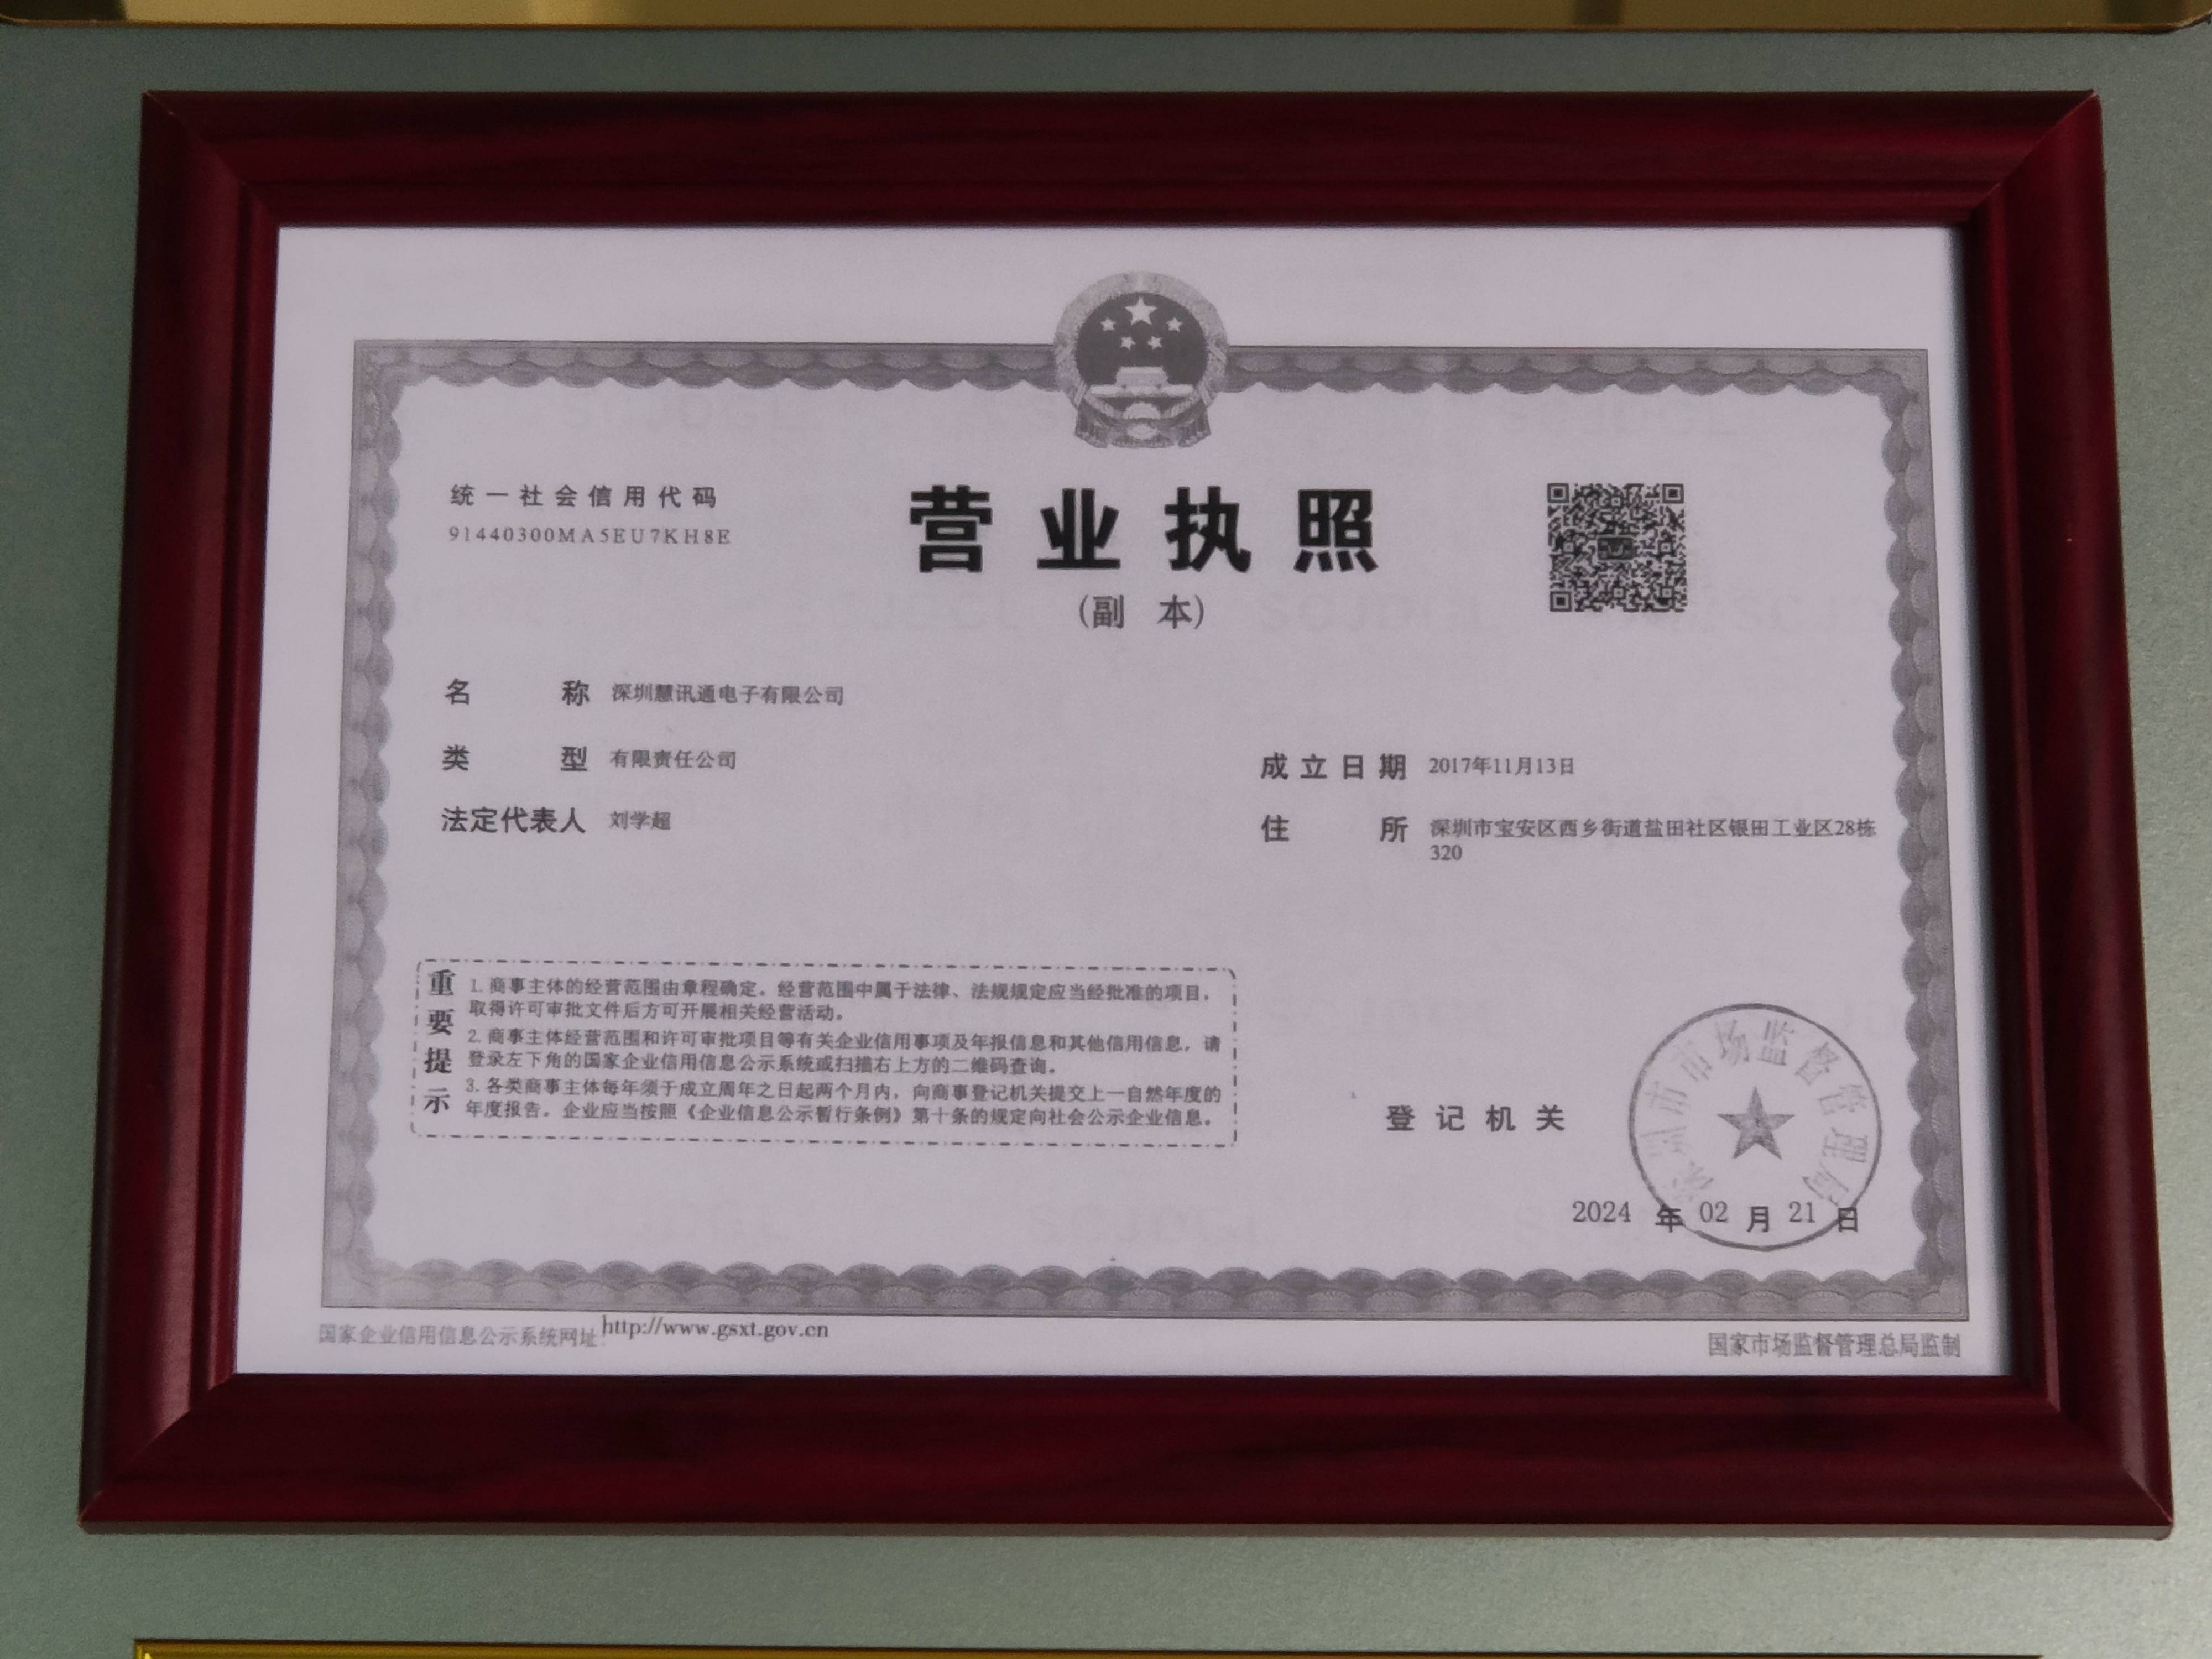 统一社会信用代码
91440300MA5EU7KH8E
营业执照
(副 本)
名 称 深圳慧讯通电子有限公司
类 型 有限责任公司
法定代表人 刘学超
成立日期 2017年11月13日
住 所 深圳市宝安区西乡街道盐田社区银田工业区28栋
320
重要提示
1. 商事主体的经营范围由章程确定。经营范围中属于法律、法规规定应当经批准的项目，
取得许可审批文件后方可开展相关经营活动。
2. 商事主体经营范围和许可审批项目等有关企业信用事项及年报信息和其他信用信息，请
登录左下角的国家企业信用信息公示系统或扫描右上方的二维码查询。
3. 各类商事主体每年须于成立周年之日起两个月内，向商事登记机关提交上一自然年度的
年度报告。企业应当按照《企业信息公示暂行条例》第十条的规定向社会公示企业信息。
登记机关
深圳市市场监督管理局
2024 年 02 月 21 日
国家企业信用信息公示系统网址:http://www.gsxt.gov.cn
国家市场监督管理总局监制